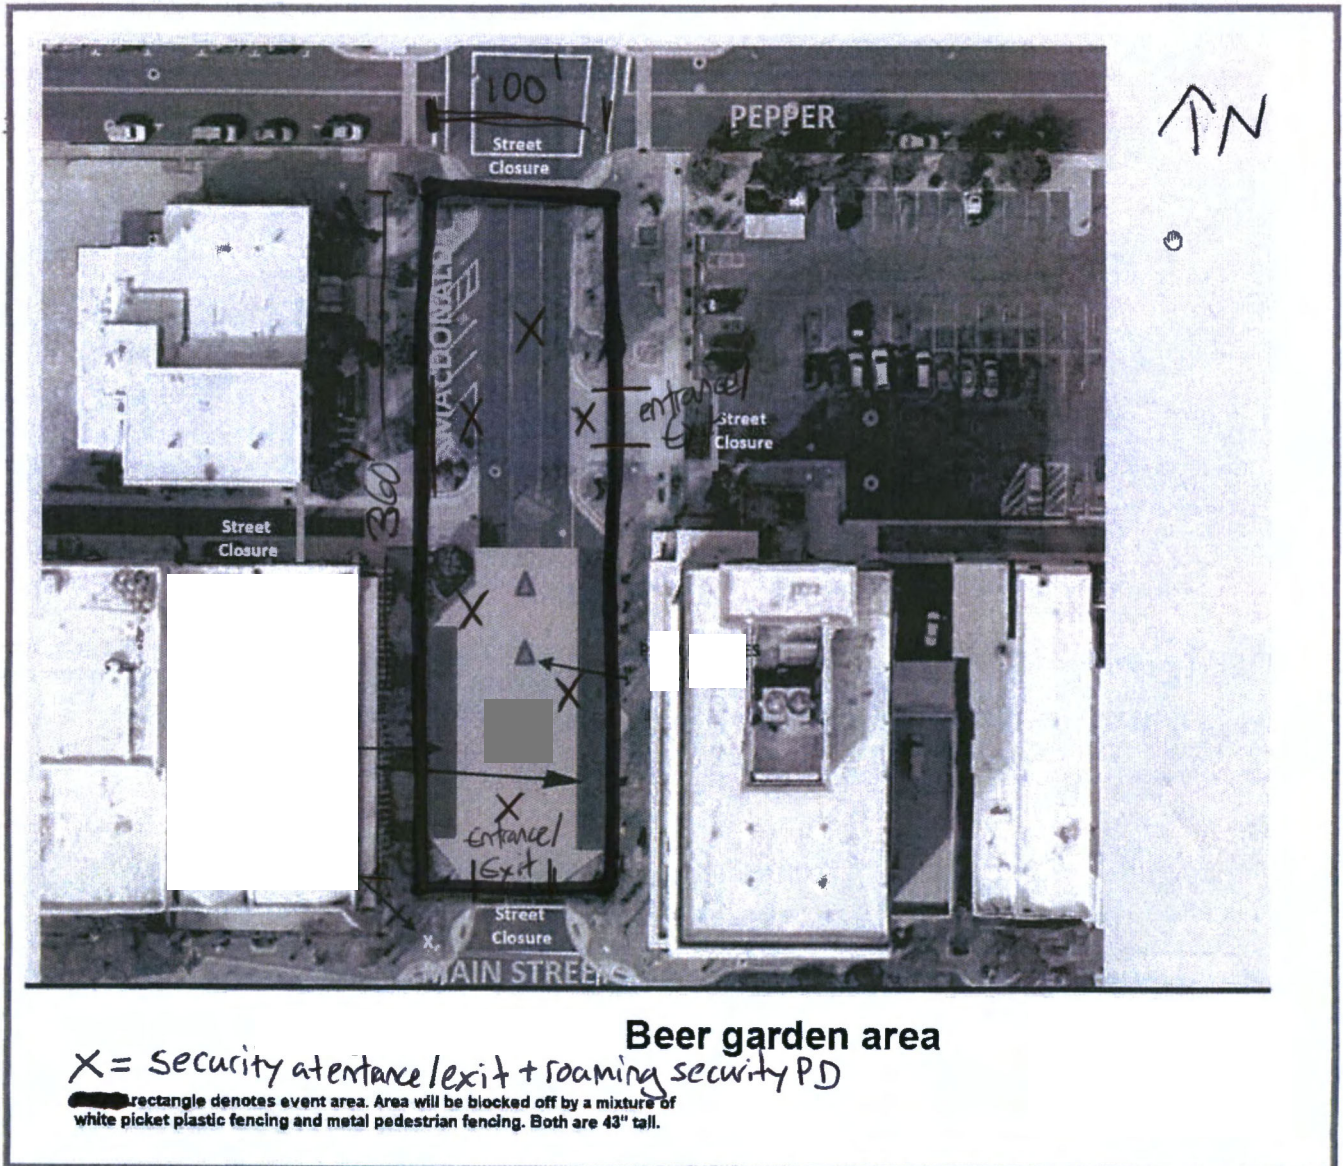 100'
N
PEPPER
Street
Closure
MACDONALD
X
X
X
entrance/
Exit
Street
Closure
360'
Street
Closure
X
X
X
Entrance/
Exit
Street
Closure
X
MAIN STREET
Beer garden area
X = Security at entance/exit + roaming security PD
rectangle denotes event area. Area will be blocked off by a mixture of
white picket plastic fencing and metal pedestrian fencing. Both are 43" tall.